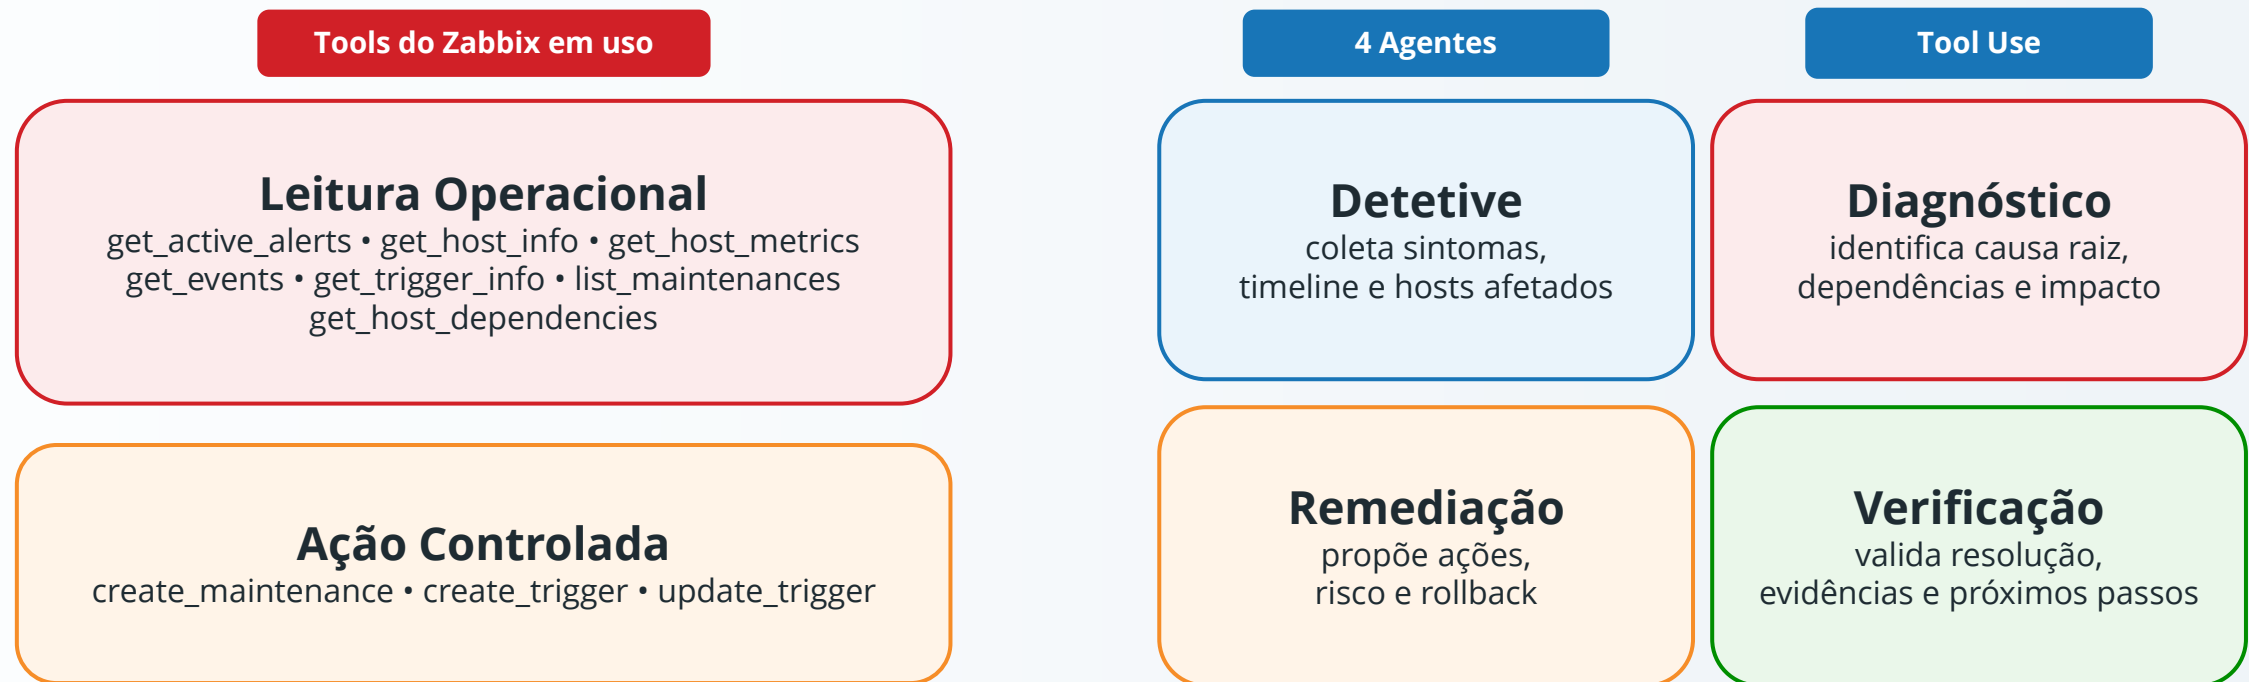 Tools do Zabbix em uso
Leitura Operacional
get_active_alerts • get_host_info • get_host_metrics
get_events • get_trigger_info • list_maintenances
get_host_dependencies
Ação Controlada
create_maintenance • create_trigger • update_trigger
4 Agentes
Tool Use
Detetive
coleta sintomas,
timeline e hosts afetados
Diagnóstico
identifica causa raiz,
dependências e impacto
Remediação
propõe ações,
risco e rollback
Verificação
valida resolução,
evidências e próximos passos